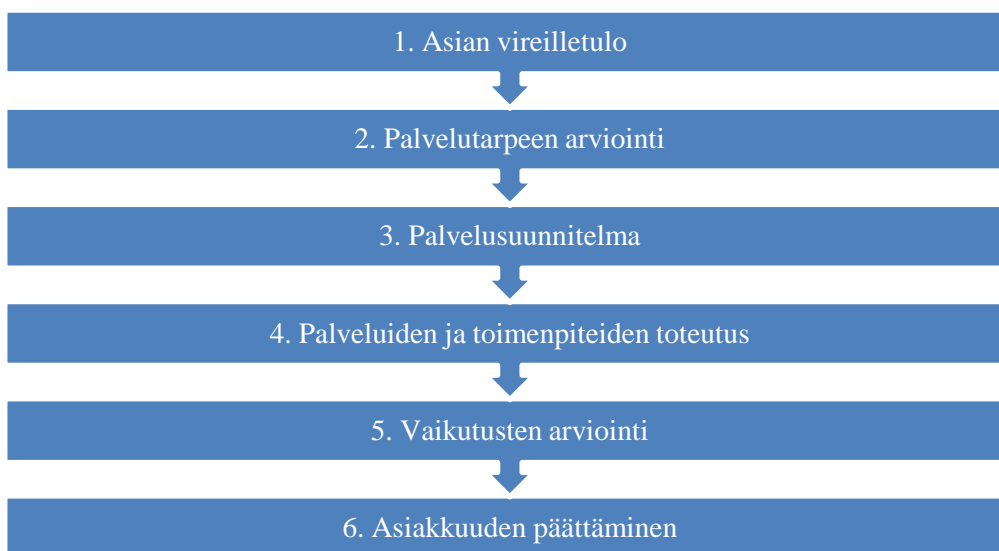 1. Asian vireilletulo
2. Palvelutarpeen arviointi
3. Palvelusuunnitelma
4. Palveluiden ja toimenpiteiden toteutus
5. Vaikutusten arviointi
6. Asiakkuuden päättäminen